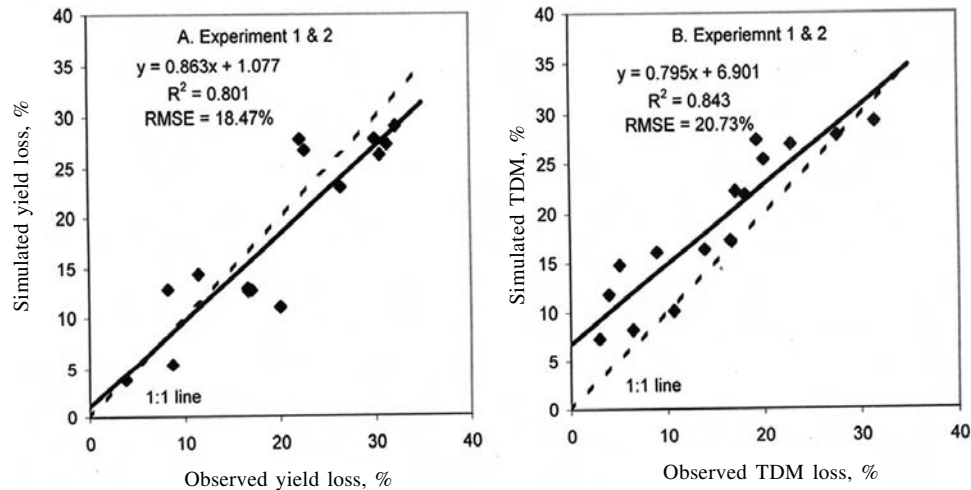 A. Experiment 1 & 2
y = 0.863x + 1.077
R² = 0.801
RMSE = 18.47%
1:1 line
40
35
30
25
20
15
10
5
0
0 10 20 30 40
Simulated yield loss, %
Observed yield loss, %
B. Experiemnt 1 & 2
y = 0.795x + 6.901
R² = 0.843
RMSE = 20.73%
1:1 line
40
35
30
25
20
15
10
5
0
0 10 20 30 40
Simulated TDM, %
Observed TDM loss, %